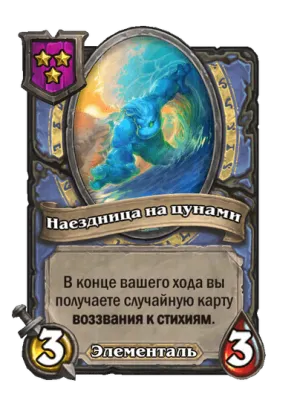 Наездница на цунами
В конце вашего хода вы
получаете случайную карту
воззвания к стихиям.
3
Элементаль
3